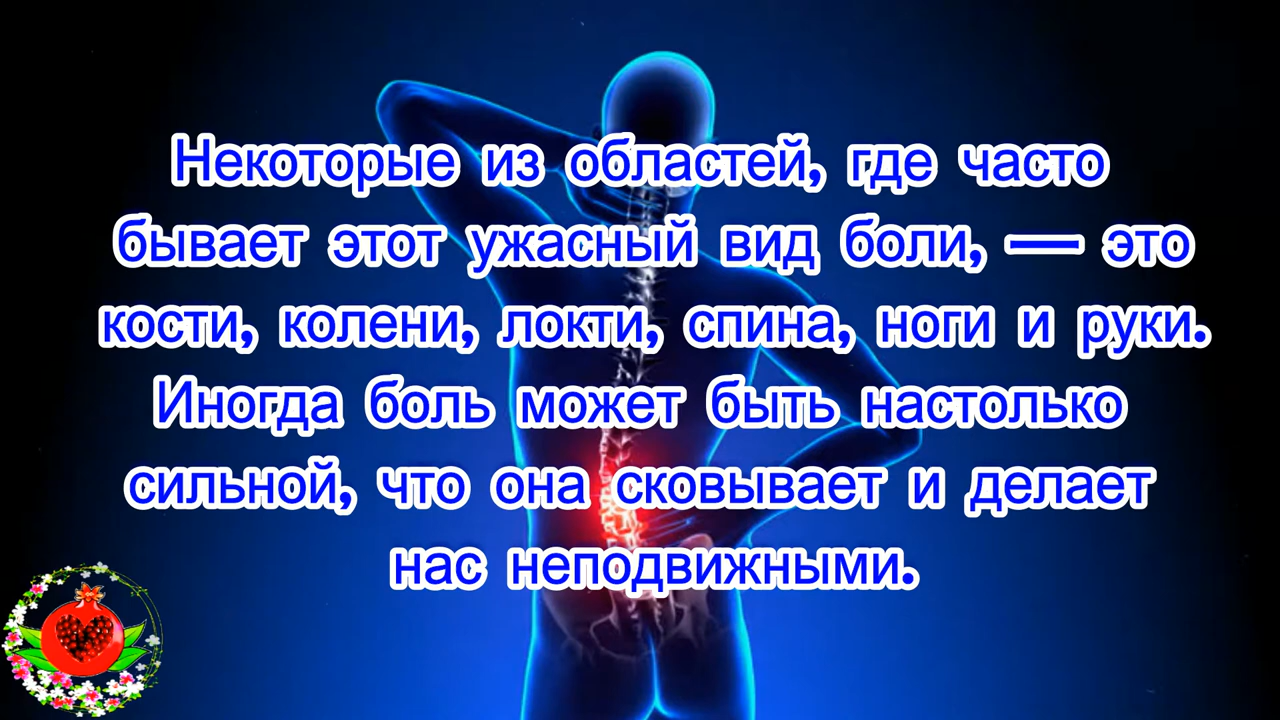 Некоторые из областей, где часто
бывает этот ужасный вид боли, — это
кости, колени, локти, спина, ноги и руки.
Иногда боль может быть настолько
сильной, что она сковывает и делает
нас неподвижными.